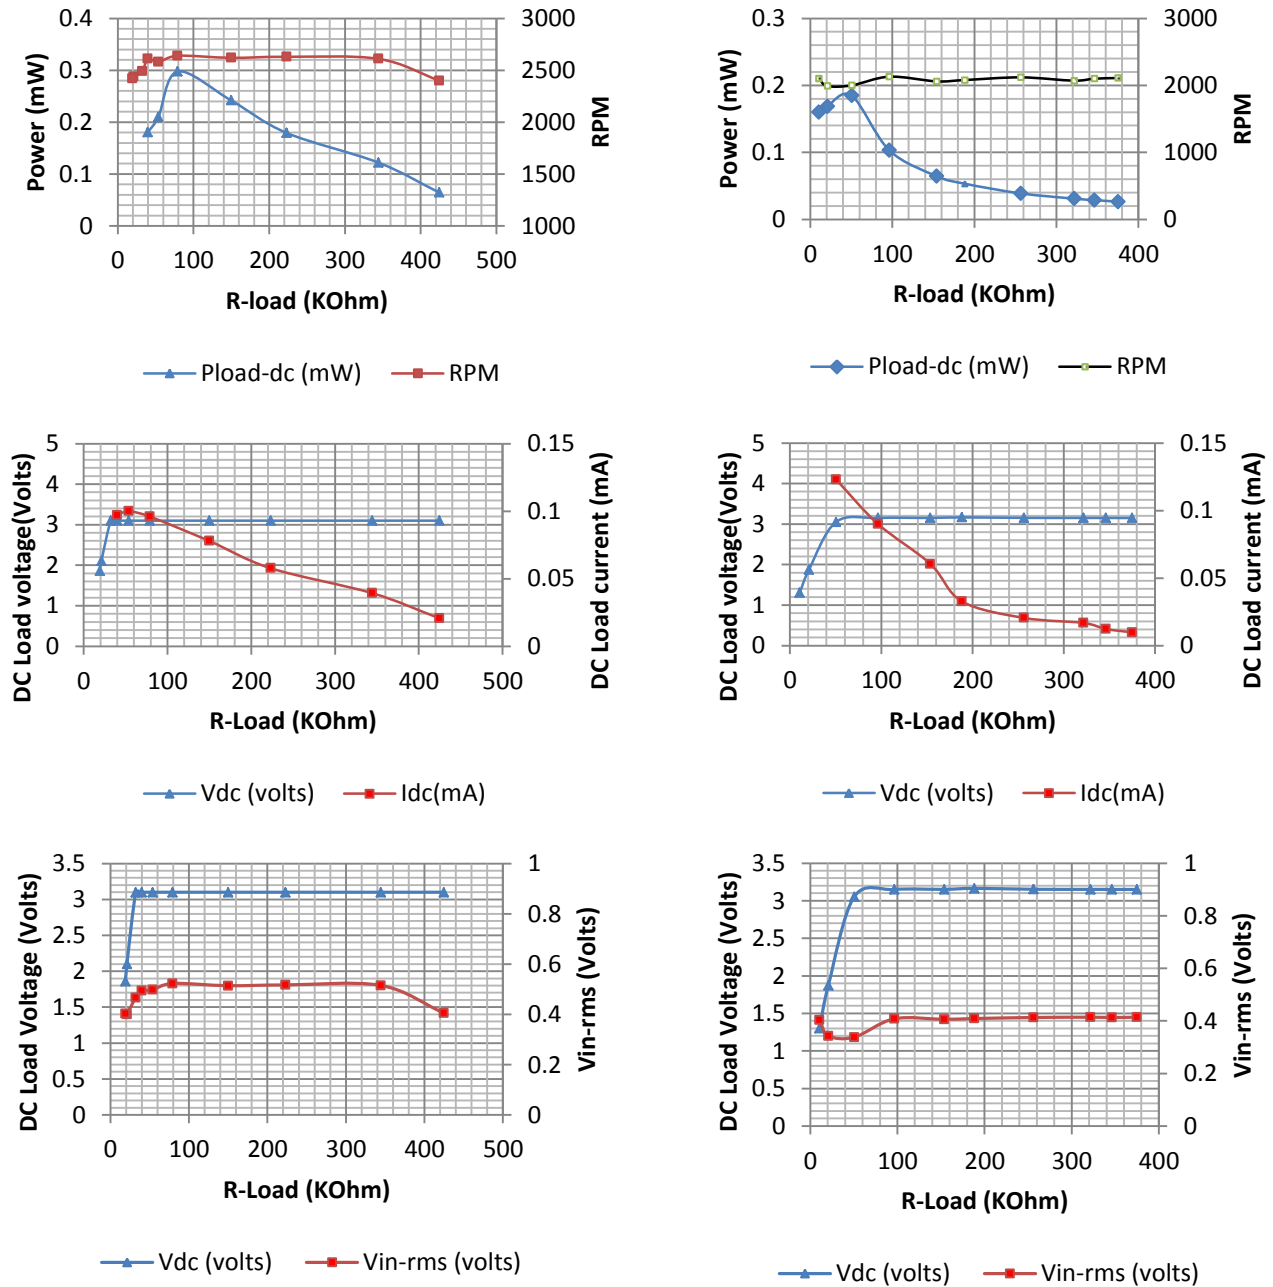 0.4
0.3
0.2
0.1
0
Power (mW)
3000
2500
2000
1500
1000
RPM
0 100 200 300 400 500
R-load (KOhm)
Pload-dc (mW) RPM
0.3
0.2
0.1
0
Power (mW)
3000
2000
1000
0
RPM
0 100 200 300 400
R-load (KOhm)
Pload-dc (mW) RPM
5
4
3
2
1
0
DC Load voltage(Volts)
0.15
0.1
0.05
0
DC Load current (mA)
0 100 200 300 400 500
R-Load (KOhm)
Vdc (volts) Idc(mA)
5
4
3
2
1
0
DC Load voltage(Volts)
0.15
0.1
0.05
0
DC Load current (mA)
0 100 200 300 400
R-Load (KOhm)
Vdc (volts) Idc(mA)
3.5
3
2.5
2
1.5
1
0.5
0
DC Load Voltage (Volts)
1
0.8
0.6
0.4
0.2
0
Vin-rms (Volts)
0 100 200 300 400 500
R-Load (KOhm)
Vdc (volts) Vin-rms (volts)
3.5
3
2.5
2
1.5
1
0.5
0
DC Load Voltage (Volts)
1
0.8
0.6
0.4
0.2
0
Vin-rms (Volts)
0 100 200 300 400
R-Load (KOhm)
Vdc (volts) Vin-rms (volts)